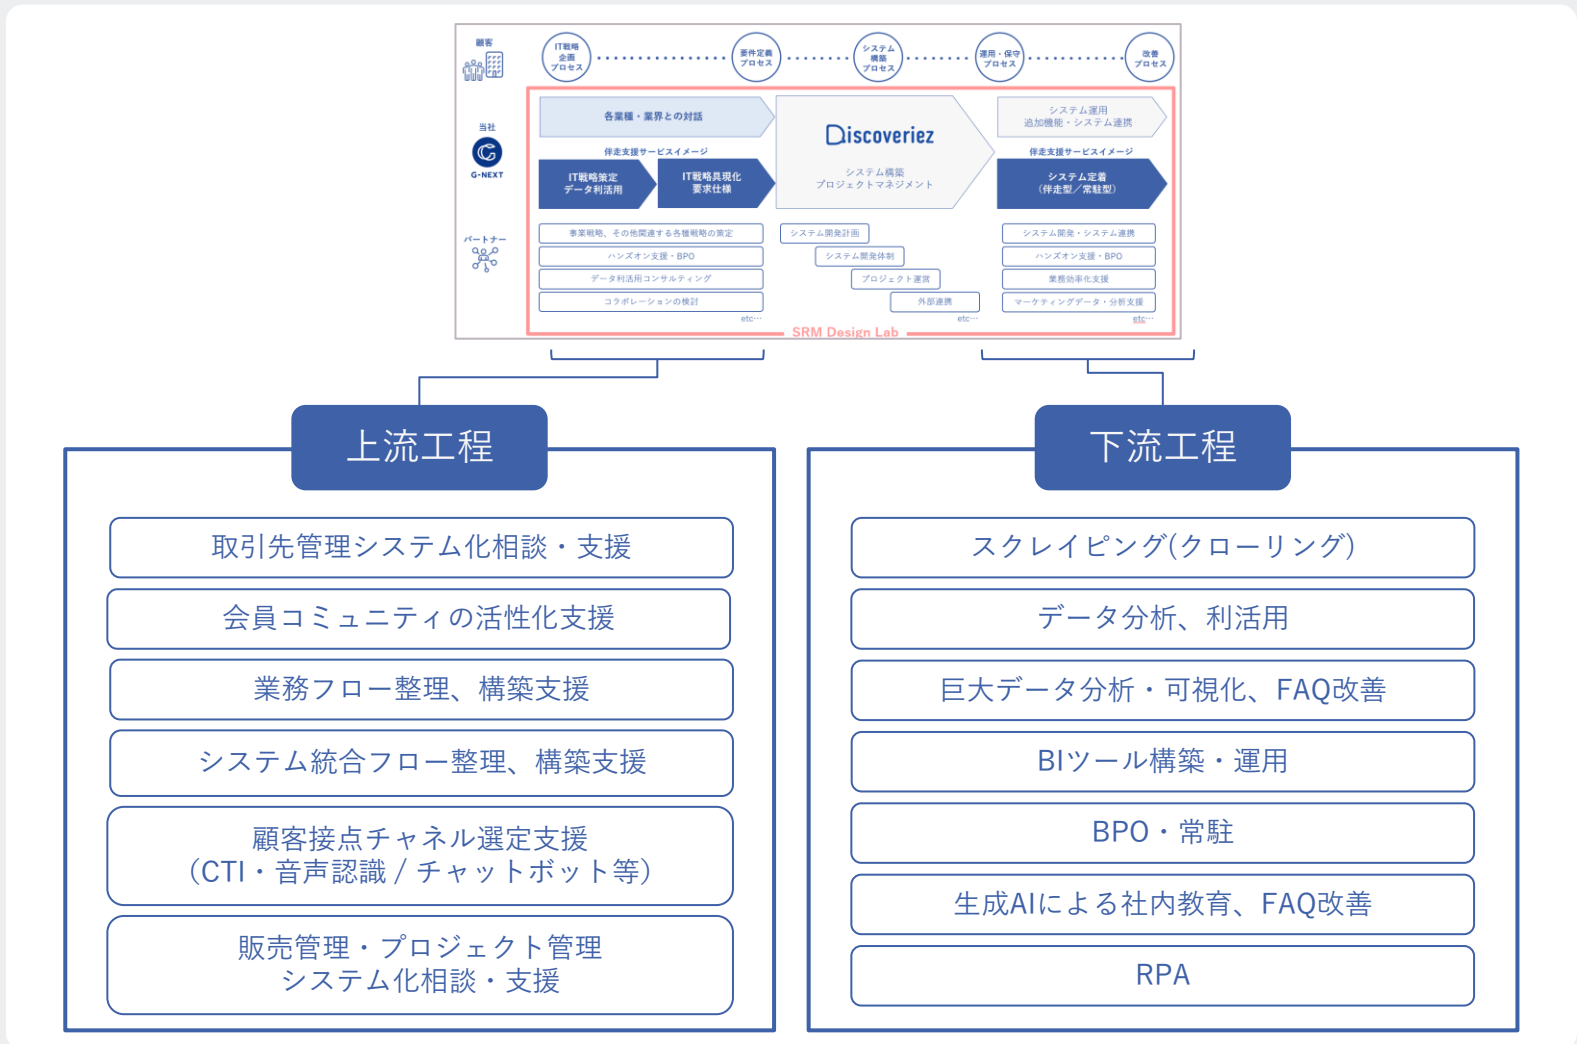 顧客
IT戦略
企画
プロセス
要件定義
プロセス
システム
構築
プロセス
運用・保守
プロセス
改善
プロセス
当社
G-NEXT
各業種・業界との対話
伴走支援サービスイメージ
IT戦略策定
データ利活用
IT戦略具現化
要求仕様
Discoveriez
システム構築
プロジェクトマネジメント
システム運用
追加機能・システム連携
伴走支援サービスイメージ
システム定着
（伴走型／常駐型）
パートナー
事業戦略、その他関連する各種戦略の策定
ハンズオン支援・BPO
データ利活用コンサルティング
コラボレーションの検討
etc…
システム開発計画
システム開発体制
プロジェクト運営
外部連携
etc…
システム開発・システム連携
ハンズオン支援・BPO
業務効率化支援
マーケティングデータ・分析支援
etc…
SRM Design Lab
上流工程
取引先管理システム化相談・支援
会員コミュニティの活性化支援
業務フロー整理、構築支援
システム統合フロー整理、構築支援
顧客接点チャネル選定支援
（CTI・音声認識 / チャットボット等）
販売管理・プロジェクト管理
システム化相談・支援
下流工程
スクレイピング(クローリング)
データ分析、利活用
巨大データ分析・可視化、FAQ改善
BIツール構築・運用
BPO・常駐
生成AIによる社内教育、FAQ改善
RPA